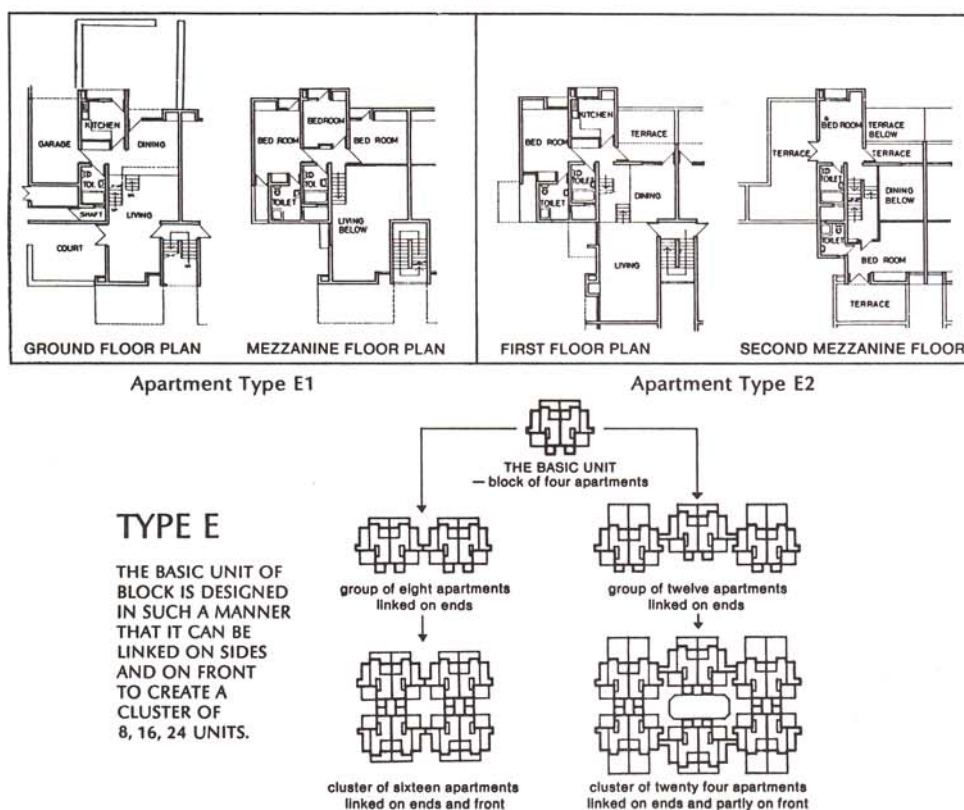 GARAGE
KITCHEN
DINING
TOI.
SHAFT
LIVING
COURT
GROUND FLOOR PLAN
BED ROOM
BEDROOM
BED ROOM
TOI.
TOILET
LIVING
BELOW
MEZZANINE FLOOR PLAN
Apartment Type E1
BED ROOM
KITCHEN
TERRACE
TOILET
TOILET
DINING
LIVING
FIRST FLOOR PLAN
BED ROOM
TERRACE
BELOW
TERRACE
TERRACE
TOILET
DINING
BELOW
TOILET
BED ROOM
TERRACE
SECOND MEZZANINE FLOOR
Apartment Type E2
THE BASIC UNIT
— block of four apartments
TYPE E
THE BASIC UNIT OF
BLOCK IS DESIGNED
IN SUCH A MANNER
THAT IT CAN BE
LINKED ON SIDES
AND ON FRONT
TO CREATE A
CLUSTER OF
8, 16, 24 UNITS.
group of eight apartments
linked on ends
group of twelve apartments
linked on ends
cluster of sixteen apartments
linked on ends and front
cluster of twenty four apartments
linked on ends and partly on front